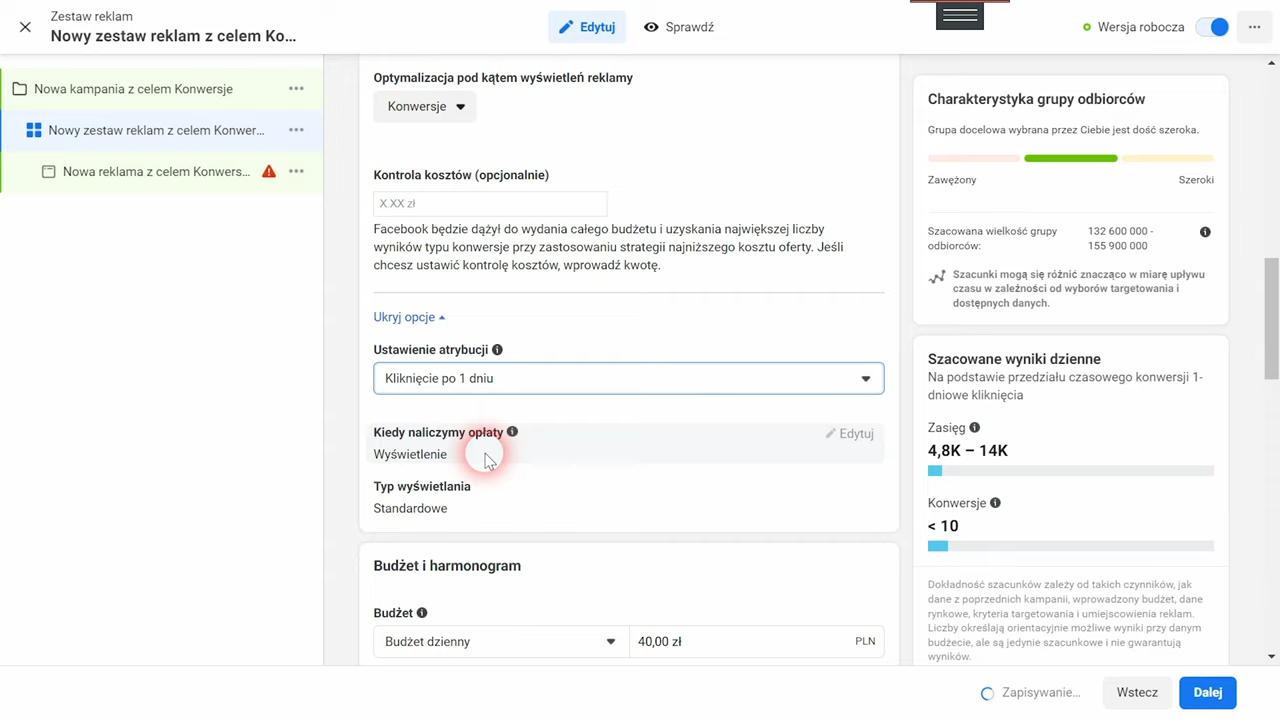 Zestaw reklam
Nowy zestaw reklam z celem Ko...
Edytuj
Sprawdź
Wersja robocza
Nowa kampania z celem Konwersje
Nowy zestaw reklam z celem Konwer...
Nowa reklama z celem Konwers...
Optymalizacja pod kątem wyświetleń reklamy
Konwersje
Kontrola kosztów (opcjonalnie)
X.XX zł
Facebook będzie dążył do wydania całego budżetu i uzyskania największej liczby
wyników typu konwersje przy zastosowaniu strategii najniższego kosztu oferty. Jeśli
chcesz ustawić kontrolę kosztów, wprowadź kwotę.
Ukryj opcje
Ustawienie atrybucji
Kliknięcie po 1 dniu
Kiedy naliczymy opłaty
Edytuj
Wyświetlenie
Typ wyświetlania
Standardowe
Budżet i harmonogram
Budżet
Budżet dzienny
40,00 zł
PLN
Charakterystyka grupy odbiorców
Grupa docelowa wybrana przez Ciebie jest dość szeroka.
Zawężony
Szeroki
Szacowana wielkość grupy
odbiorców:
132 600 000 -
155 900 000
Szacunki mogą się różnić znacząco w miarę upływu
czasu w zależności od wyborów targetowania i
dostępnych danych.
Szacowane wyniki dzienne
Na podstawie przedziału czasowego konwersji 1-
dniowe kliknięcia
Zasięg
4,8K – 14K
Konwersje
< 10
Dokładność szacunków zależy od takich czynników, jak
dane z poprzednich kampanii, wprowadzony budżet, dane
rynkowe, kryteria targetowania i umiejscowienia reklam.
Liczby określają orientacyjnie możliwe wyniki przy danym
budżecie, ale są jedynie szacunkowe i nie gwarantują
wyników.
Zapisywanie...
Wstecz
Dalej